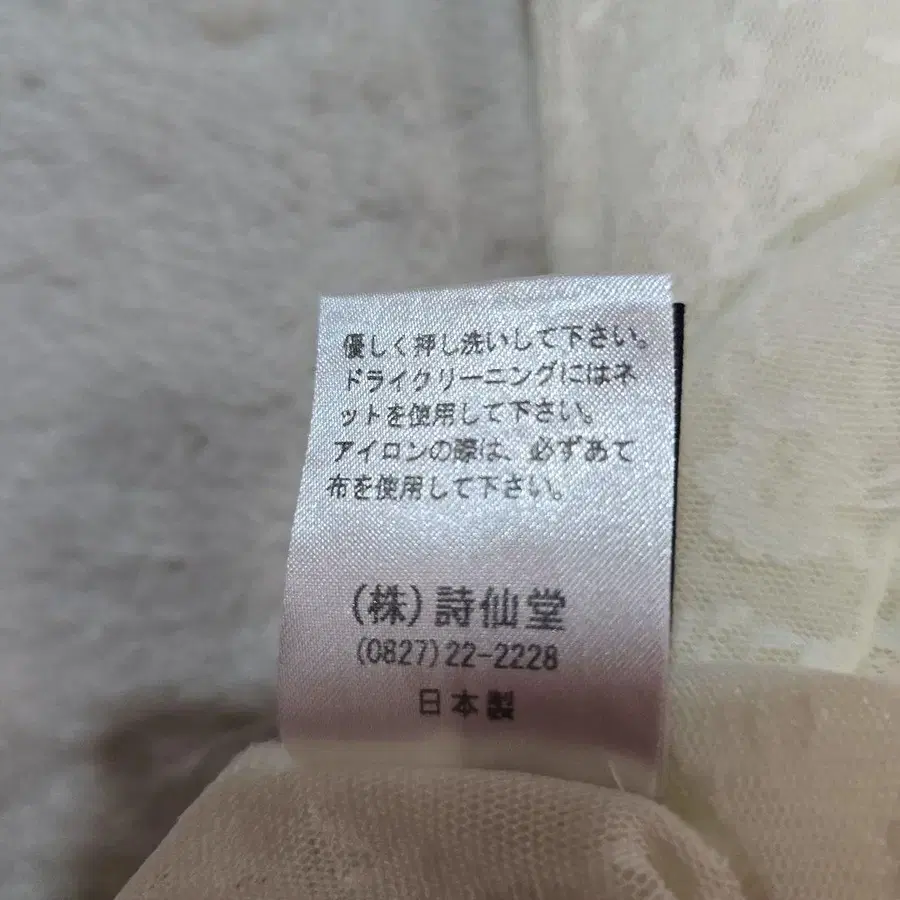 優しく押し洗いして下さい。
ドライクリーニングにはネ
ットを使用して下さい。
アイロンの際は、必ずあて
布を使用して下さい。
(株)詩仙堂
(0827)22-2228
日本製